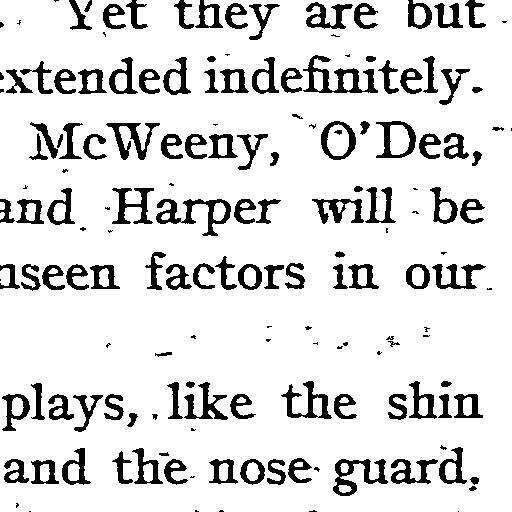 . Yet they are but
extended indefinitely.
McWeeny, O'Dea,
and Harper will be
nseen factors in our
plays, like the shin
and the nose guard.